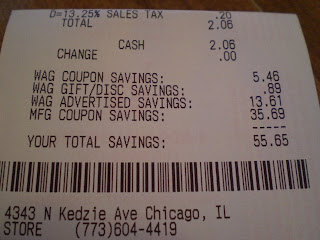 D=13.25% SALES TAX .20
TOTAL 2.06
CASH 2.06
CHANGE .00
WAG COUPON SAVINGS: 5.46
WAG GIFT/DISC SAVINGS: .89
WAG ADVERTISED SAVINGS: 13.61
MFG COUPON SAVINGS: 35.69
-----
YOUR TOTAL SAVINGS: 55.65
4343 N Kedzie Ave Chicago, IL
STORE (773)604-4419